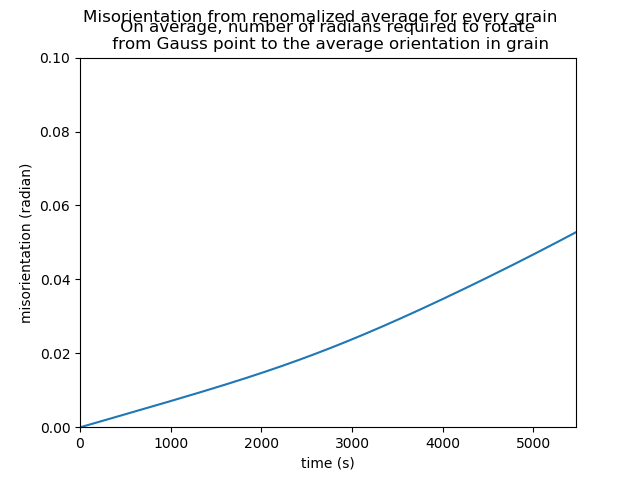 Misorientation from renomalized average for every grain
On average, number of radians required to rotate
from Gauss point to the average orientation in grain
0.10
0.08
0.06
0.04
0.02
0.00
misorientation (radian)
0 1000 2000 3000 4000 5000
time (s)